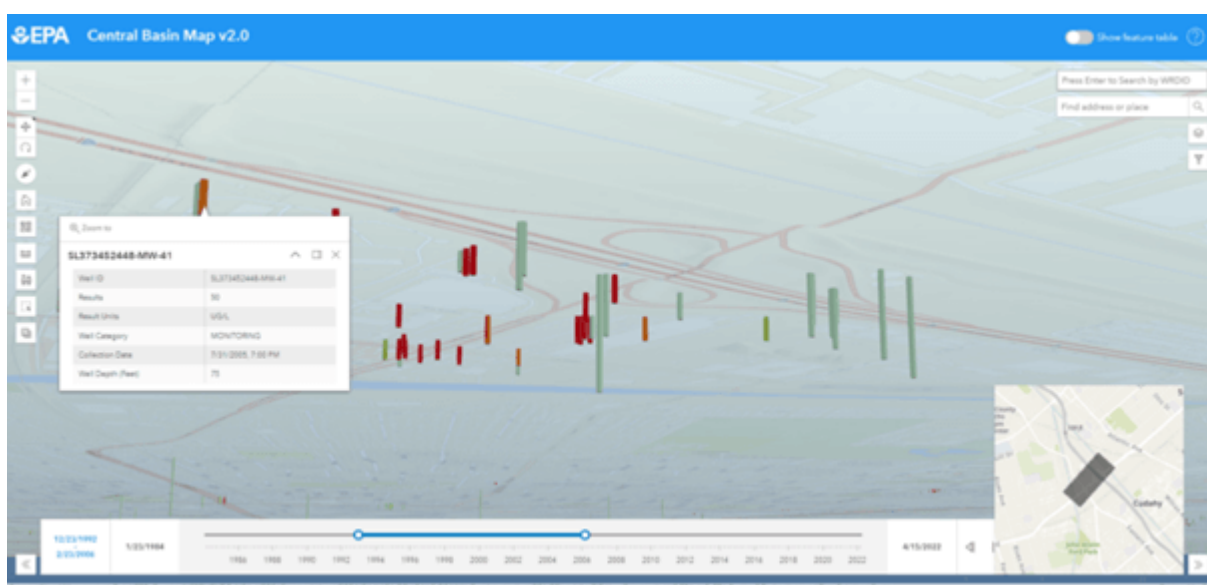 EPA Central Basin Map v2.0
Show feature table
Press Enter to Search by WRDID
Find address or place
Zoom to
SL373452448-MW-41
Well ID SL373452448-MW-41
Results 50
Result Units UG/L
Well Category MONITORING
Collection Date 7/31/2005, 7:00 PM
Well Depth (feet) 75
Cudahy
12/23/1992
-
2/23/2006
1/23/1984
1986 1988 1990 1992 1994 1996 1998 2000 2002 2004 2006 2008 2010 2012 2014 2016 2018 2020 2022
4/15/2022